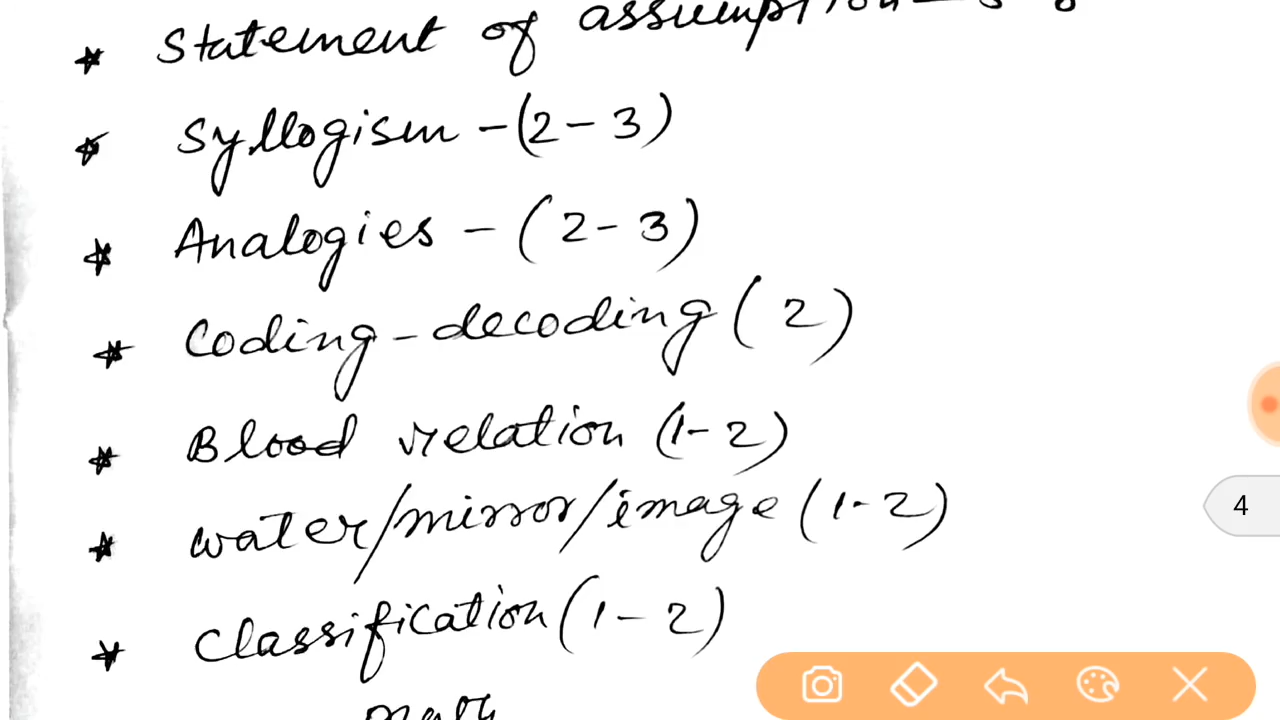 * Statement of assumption -
* Syllogism - (2 - 3)
* Analogies - (2 - 3)
* Coding - decoding (2)
* Blood relation (1 - 2)
* water/mirror/image (1 - 2)
4
* Classification (1 - 2)